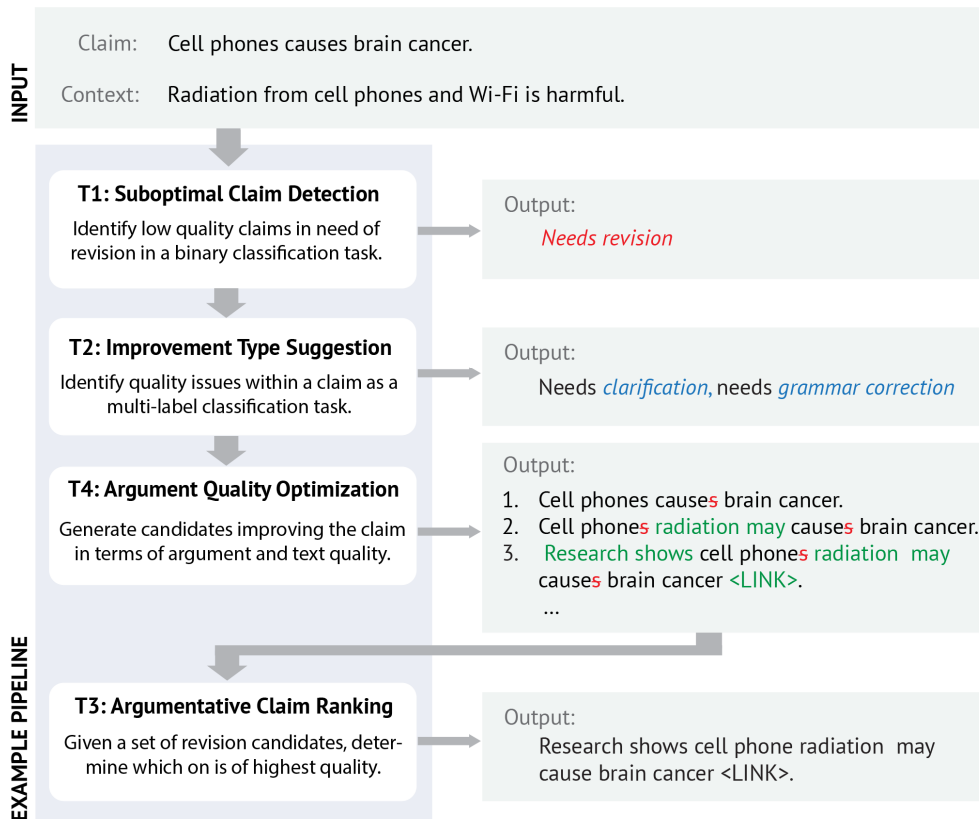 INPUT
Claim: Cell phones causes brain cancer.
Context: Radiation from cell phones and Wi-Fi is harmful.
EXAMPLE PIPELINE
T1: Suboptimal Claim Detection
Identify low quality claims in need of
revision in a binary classification task.
Output:
Needs revision
T2: Improvement Type Suggestion
Identify quality issues within a claim as a
multi-label classification task.
Output:
Needs clarification, needs grammar correction
T4: Argument Quality Optimization
Generate candidates improving the claim
in terms of argument and text quality.
Output:
1. Cell phones causes brain cancer.
2. Cell phones radiation may causes brain cancer.
3. Research shows cell phones radiation may
causes brain cancer <LINK>.
...
T3: Argumentative Claim Ranking
Given a set of revision candidates, deter-
mine which on is of highest quality.
Output:
Research shows cell phone radiation may
cause brain cancer <LINK>.